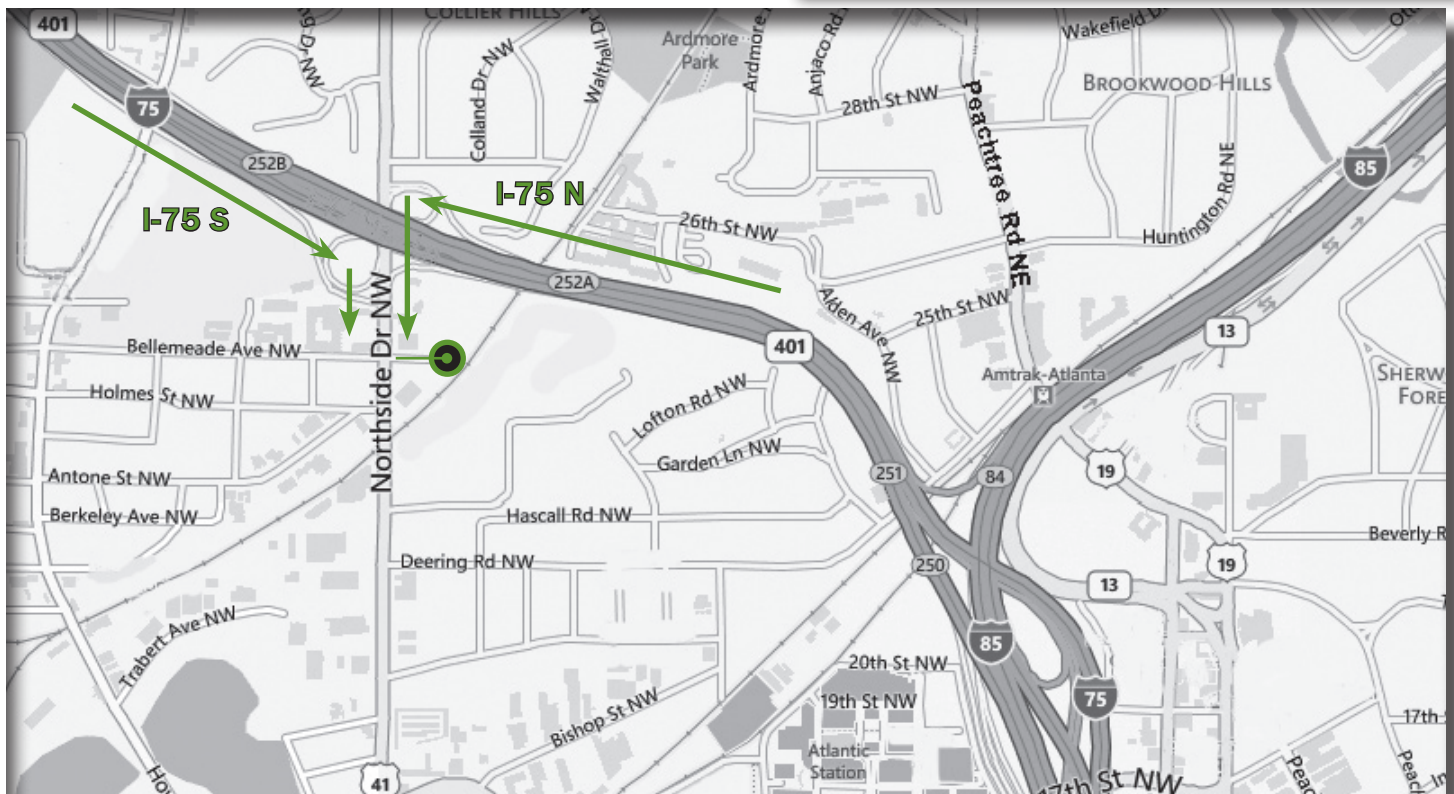 401
COLLIER HILLS
Ardmore
Park
Wakefield
BROOKWOOD HILLS
Colland Dr NW
Walthall Dr
Ardmore
Anjaco Rd
28th St NW
Peachtree Rd NE
75
252B
I-75 S
I-75 N
85
Huntington Rd NE
26th St NW
252A
Alden Ave NW
25th St NW
13
401
Bellemeade Ave NW
Northside Dr NW
Amtrak-Atlanta
Holmes St NW
Lofton Rd NW
Garden Ln NW
251
84
19
Antone St NW
Berkeley Ave NW
Hascall Rd NW
Deering Rd NW
250
13
19
Beverly R
Trabert Ave NW
85
20th St NW
75
19th St NW
Bishop St NW
17th
Atlantic
Station
41
17th St NW
Peac
Peac